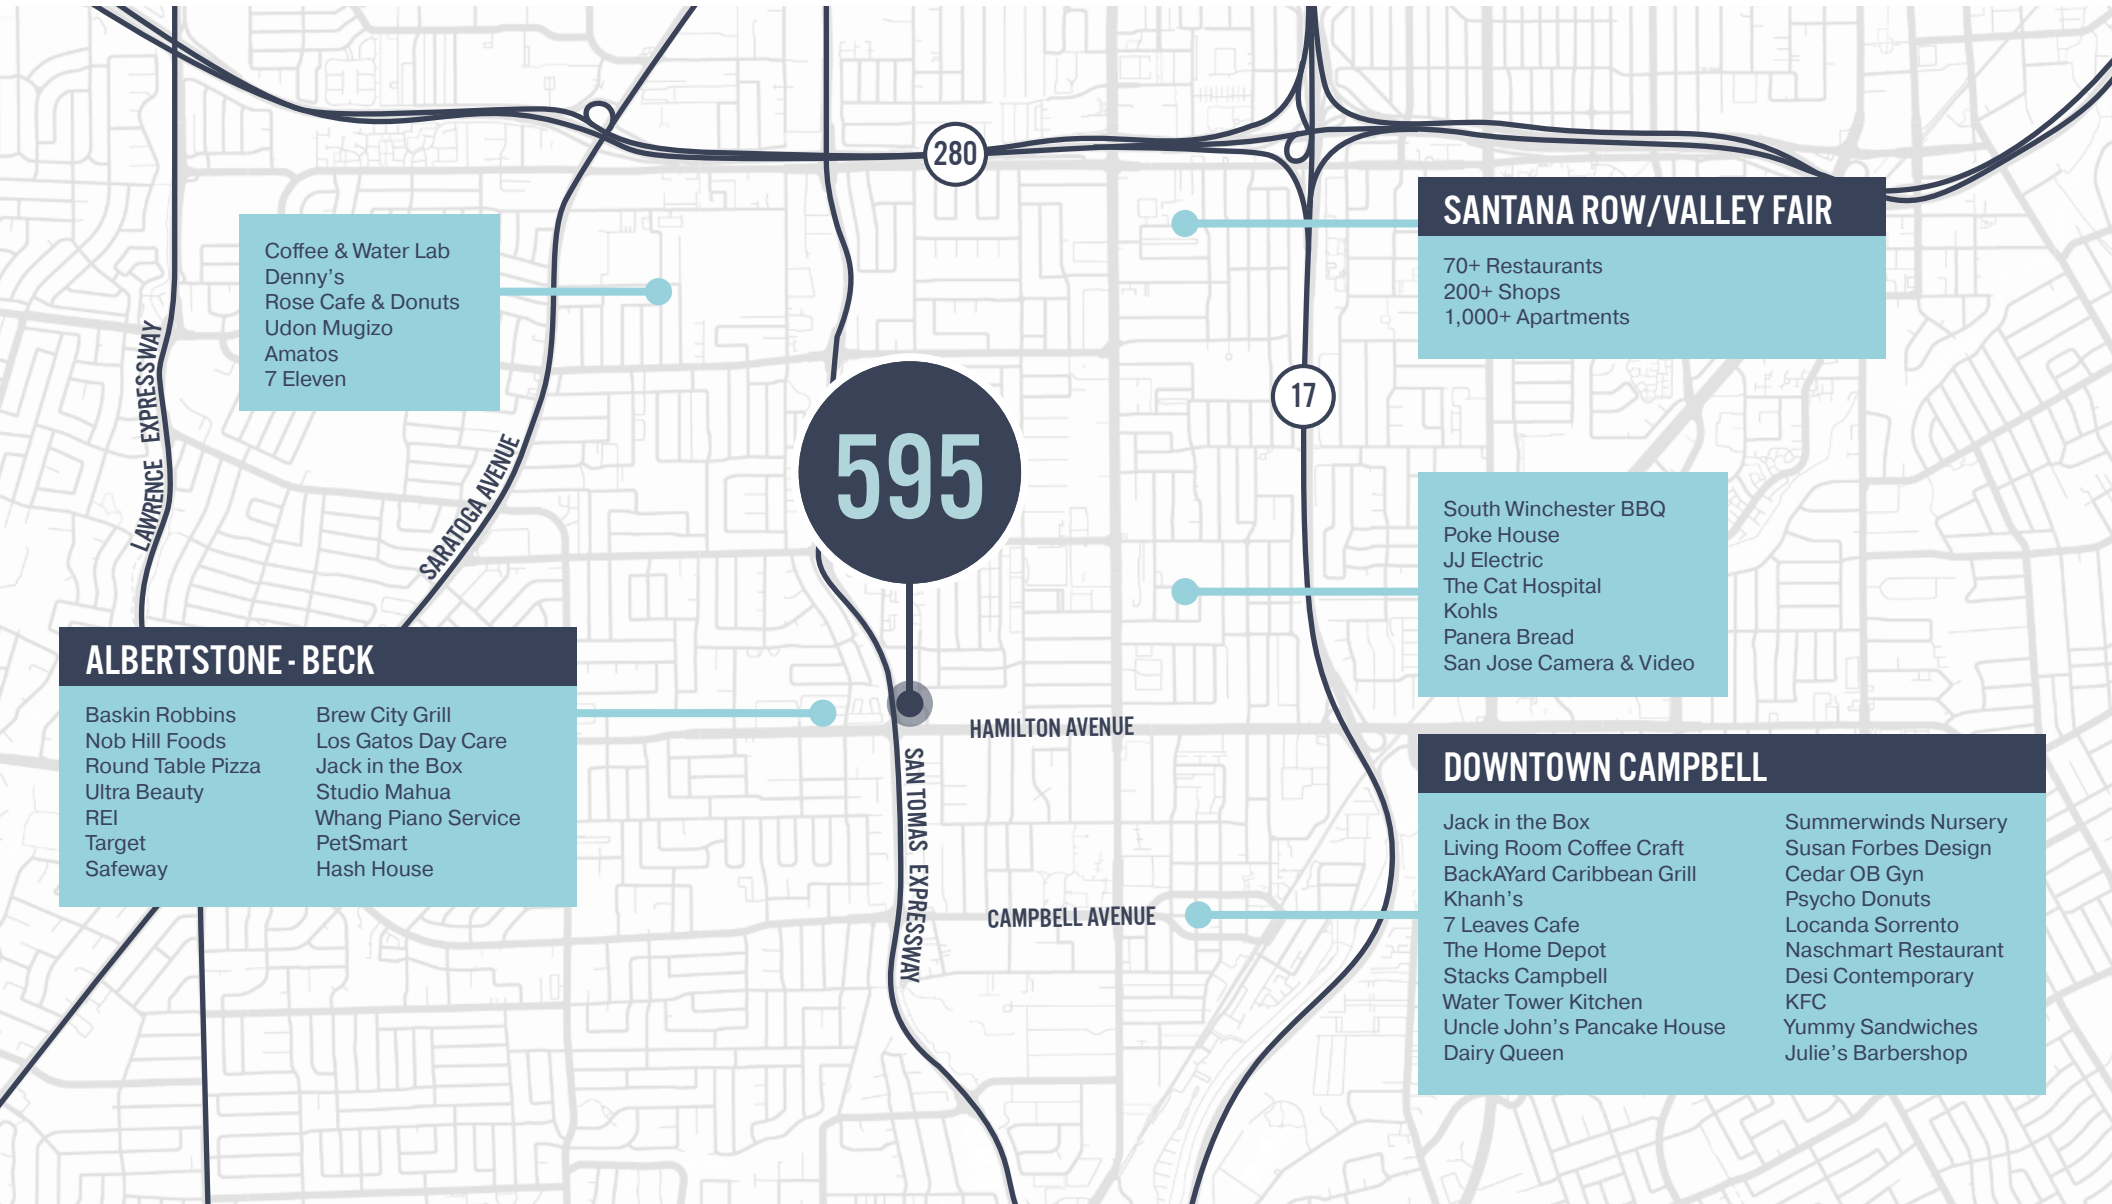 280
SANTANA ROW/VALLEY FAIR
70+ Restaurants
200+ Shops
1,000+ Apartments
Coffee & Water Lab
Denny's
Rose Cafe & Donuts
Udon Mugizo
Amatos
7 Eleven
LAWRENCE EXPRESSWAY
SARATOGA AVENUE
595
17
South Winchester BBQ
Poke House
JJ Electric
The Cat Hospital
Kohls
Panera Bread
San Jose Camera & Video
ALBERTSTONE - BECK
Baskin Robbins
Nob Hill Foods
Round Table Pizza
Ultra Beauty
REI
Target
Safeway
Brew City Grill
Los Gatos Day Care
Jack in the Box
Studio Mahua
Whang Piano Service
PetSmart
Hash House
HAMILTON AVENUE
SAN TOMAS EXPRESSWAY
CAMPBELL AVENUE
DOWNTOWN CAMPBELL
Jack in the Box
Living Room Coffee Craft
BackAYard Caribbean Grill
Khanh's
7 Leaves Cafe
The Home Depot
Stacks Campbell
Water Tower Kitchen
Uncle John's Pancake House
Dairy Queen
Summerwinds Nursery
Susan Forbes Design
Cedar OB Gyn
Psycho Donuts
Locanda Sorrento
Naschmart Restaurant
Desi Contemporary
KFC
Yummy Sandwiches
Julie's Barbershop